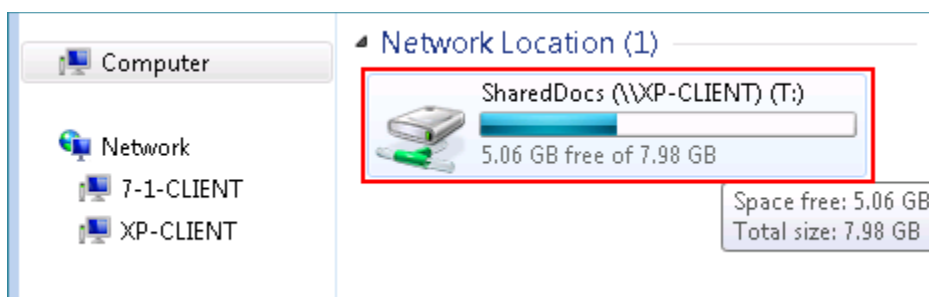 Computer
Network
7-1-CLIENT
XP-CLIENT
Network Location (1)
SharedDocs (\\XP-CLIENT) (T:)
5.06 GB free of 7.98 GB
Space free: 5.06 GB
Total size: 7.98 GB